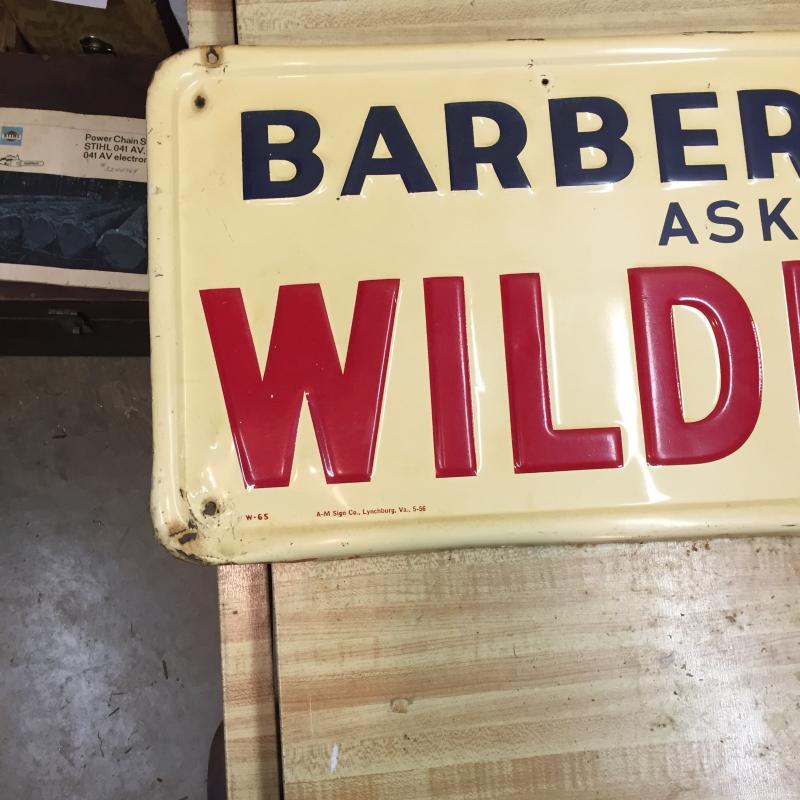 Power Chain S
STIHL 041 AV,
041 AV electron
BARBER
ASK
WILD
W-65
A-M Sign Co., Lynchburg, Va., 5-56